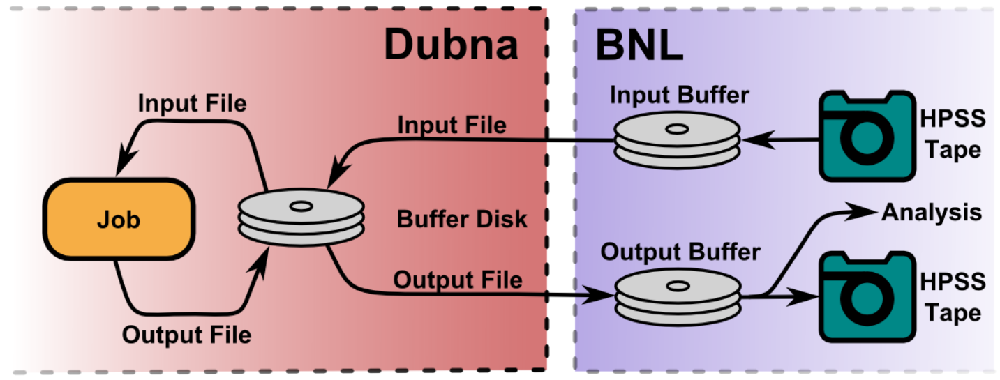 Dubna
BNL
Input File
Input File
Input Buffer
HPSS
Tape
Job
Buffer Disk
Analysis
Output Buffer
Output File
Output File
HPSS
Tape